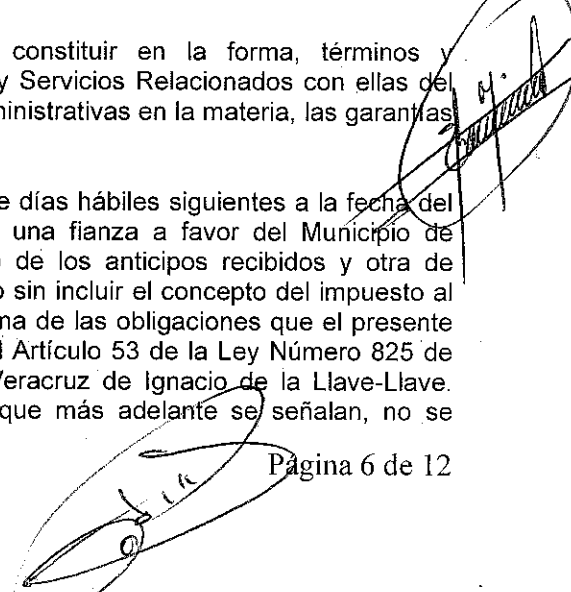 constituir en la forma, términos y
y Servicios Relacionados con ellas del
ministrativas en la materia, las garantías
e días hábiles siguientes a la fecha del
una fianza a favor del Municipio de
de los anticipos recibidos y otra de
o sin incluir el concepto del impuesto al
na de las obligaciones que el presente
l Artículo 53 de la Ley Número 825 de
Veracruz de Ignacio de la Llave-Llave.
que más adelante se señalan, no se
Página 6 de 12